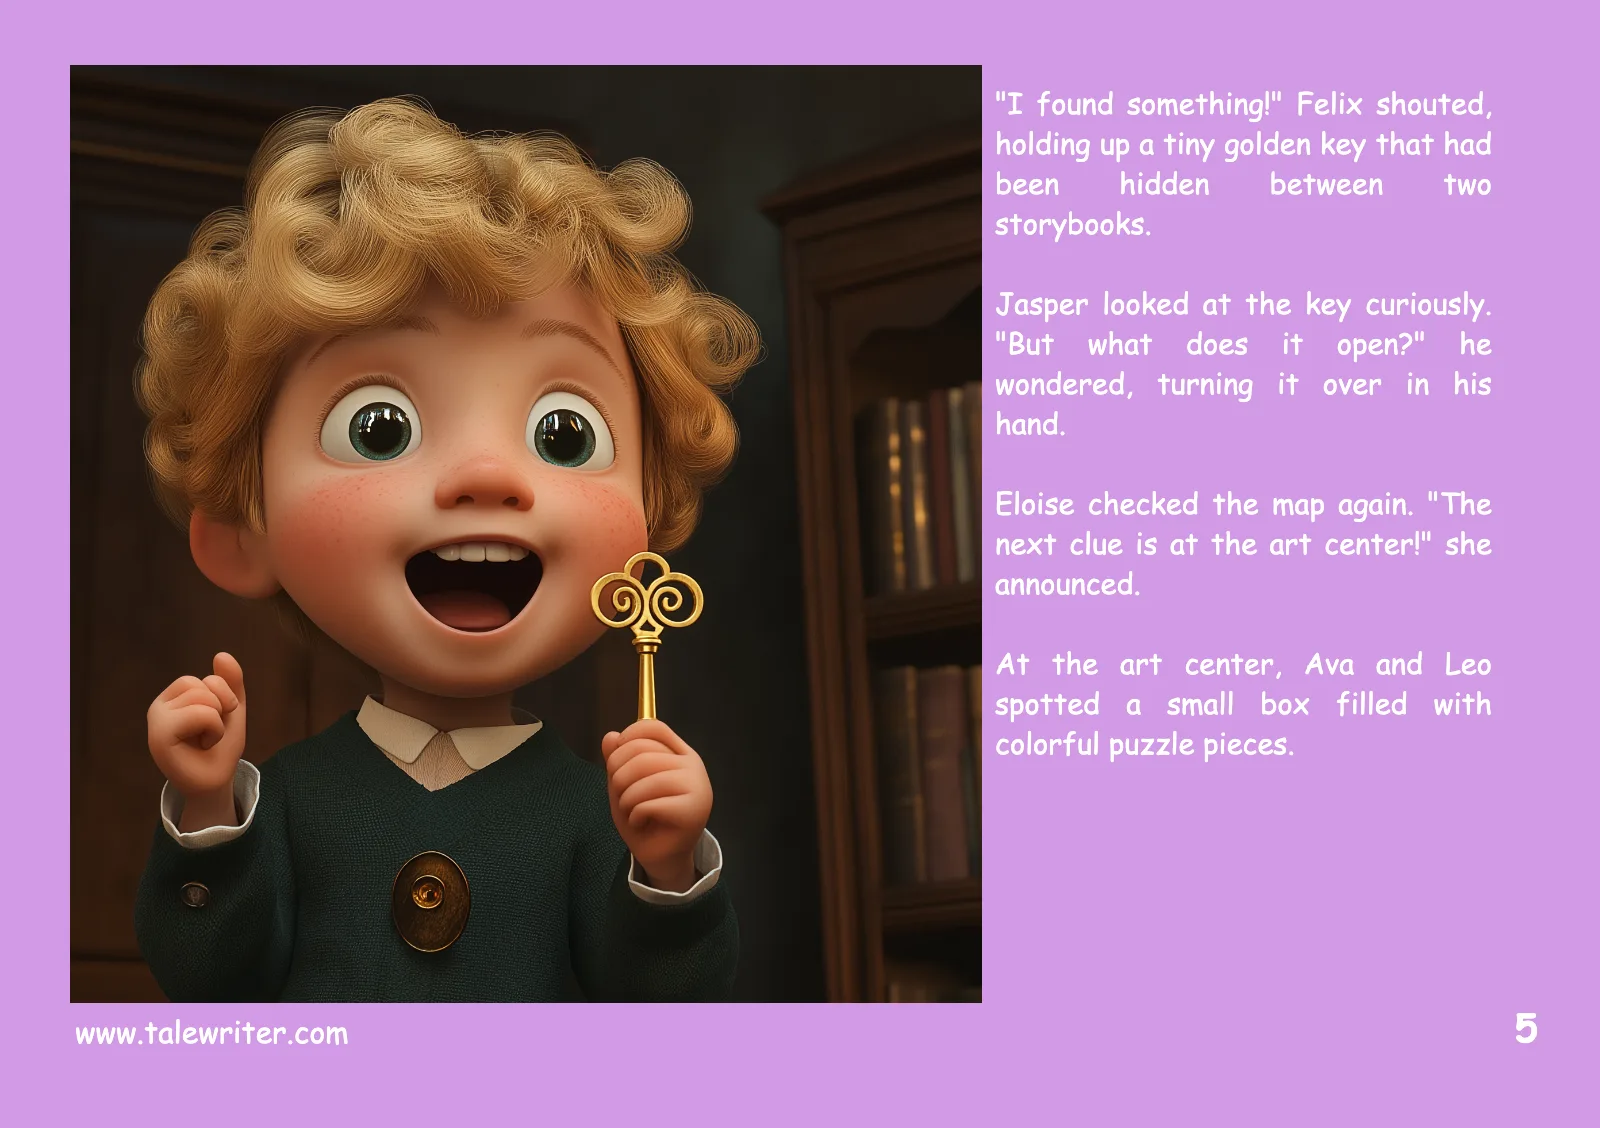 "I found something!" Felix shouted,
holding up a tiny golden key that had
been hidden between two
storybooks.
Jasper looked at the key curiously.
"But what does it open?" he
wondered, turning it over in his
hand.
Eloise checked the map again. "The
next clue is at the art center!" she
announced.
At the art center, Ava and Leo
spotted a small box filled with
colorful puzzle pieces.
www.talewriter.com
5